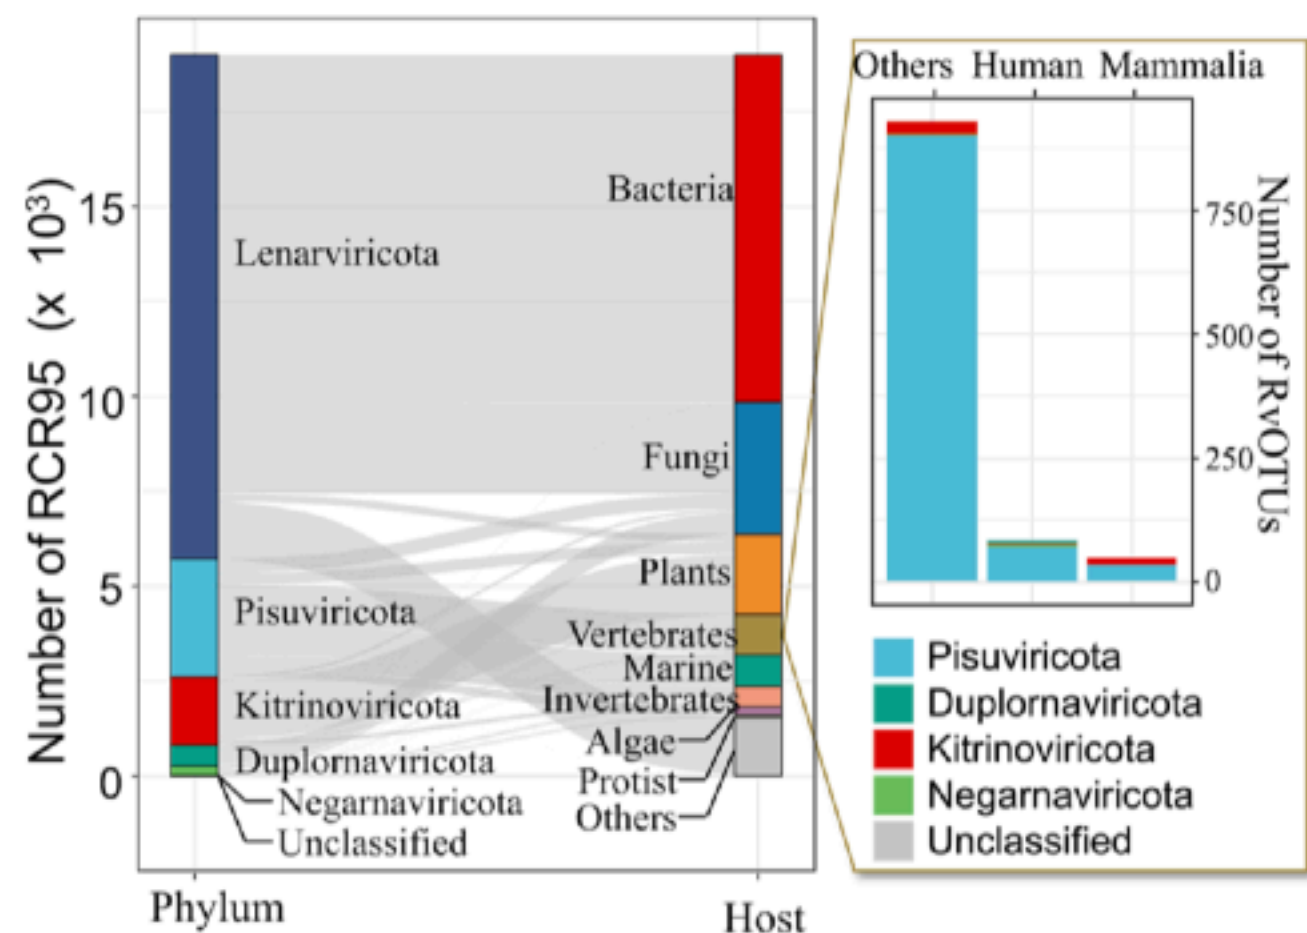 Number of RCR95 (x 10³)
15
10
5
0
Lenarviricota
Pisuviricota
Kitrinoviricota
Duplornaviricota
Negarnaviricota
Unclassified
Bacteria
Fungi
Plants
Vertebrates
Marine
Invertebrates
Algae
Protist
Others
Phylum
Host
Others Human Mammalia
750
500
250
0
Number of RvOTUs
Pisuviricota
Duplornaviricota
Kitrinoviricota
Negarnaviricota
Unclassified